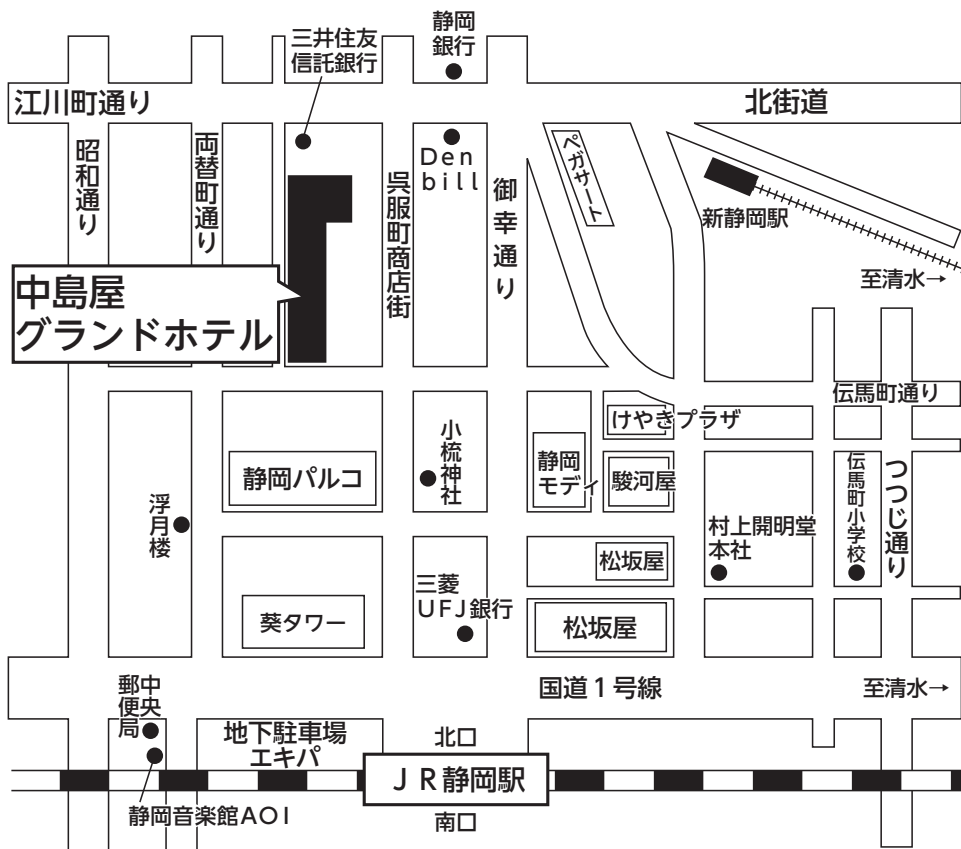 静岡
銀行
三井住友
信託銀行
江川町通り
北街道
昭和通り
両替町通り
Den
bill
呉服町商店街
御幸通り
ペガサート
新静岡駅
至清水→
中島屋
グランドホテル
伝馬町通り
けやきプラザ
静岡パルコ
小梳神社
静岡
モディ
駿河屋
伝馬町小学校
つつじ通り
浮月楼
村上開明堂
本社
松坂屋
三菱
UFJ銀行
葵タワー
松坂屋
国道1号線
至清水→
中央
郵便局
地下駐車場
エキパ
北口
JR静岡駅
静岡音楽館AOI
南口